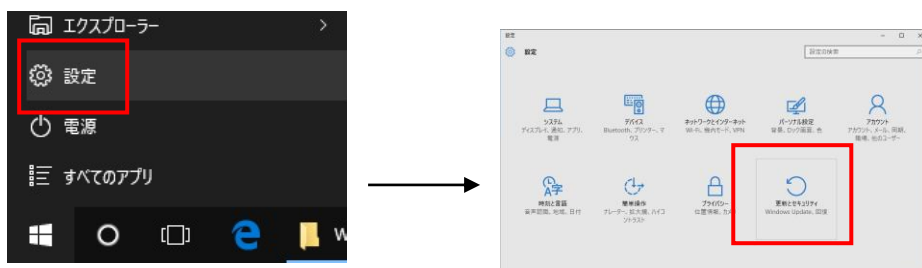 エクスプローラー
設定
電源
すべてのアプリ
W
設定
設定
設定の検索
システム
ディスプレイ、通知、アプリ、
電源
デバイス
Bluetooth、プリンター、マ
ウス
ネットワークとインターネット
Wi-Fi、機内モード、VPN
パーソナル設定
背景、ロック画面、色
アカウント
アカウント、メール、同期、
職場、他のユーザー
時刻と言語
音声認識、地域、日付
簡単操作
ナレーター、拡大鏡、ハイコ
ントラスト
プライバシー
位置情報、カメ
更新とセキュリティ
Windows Update、回復